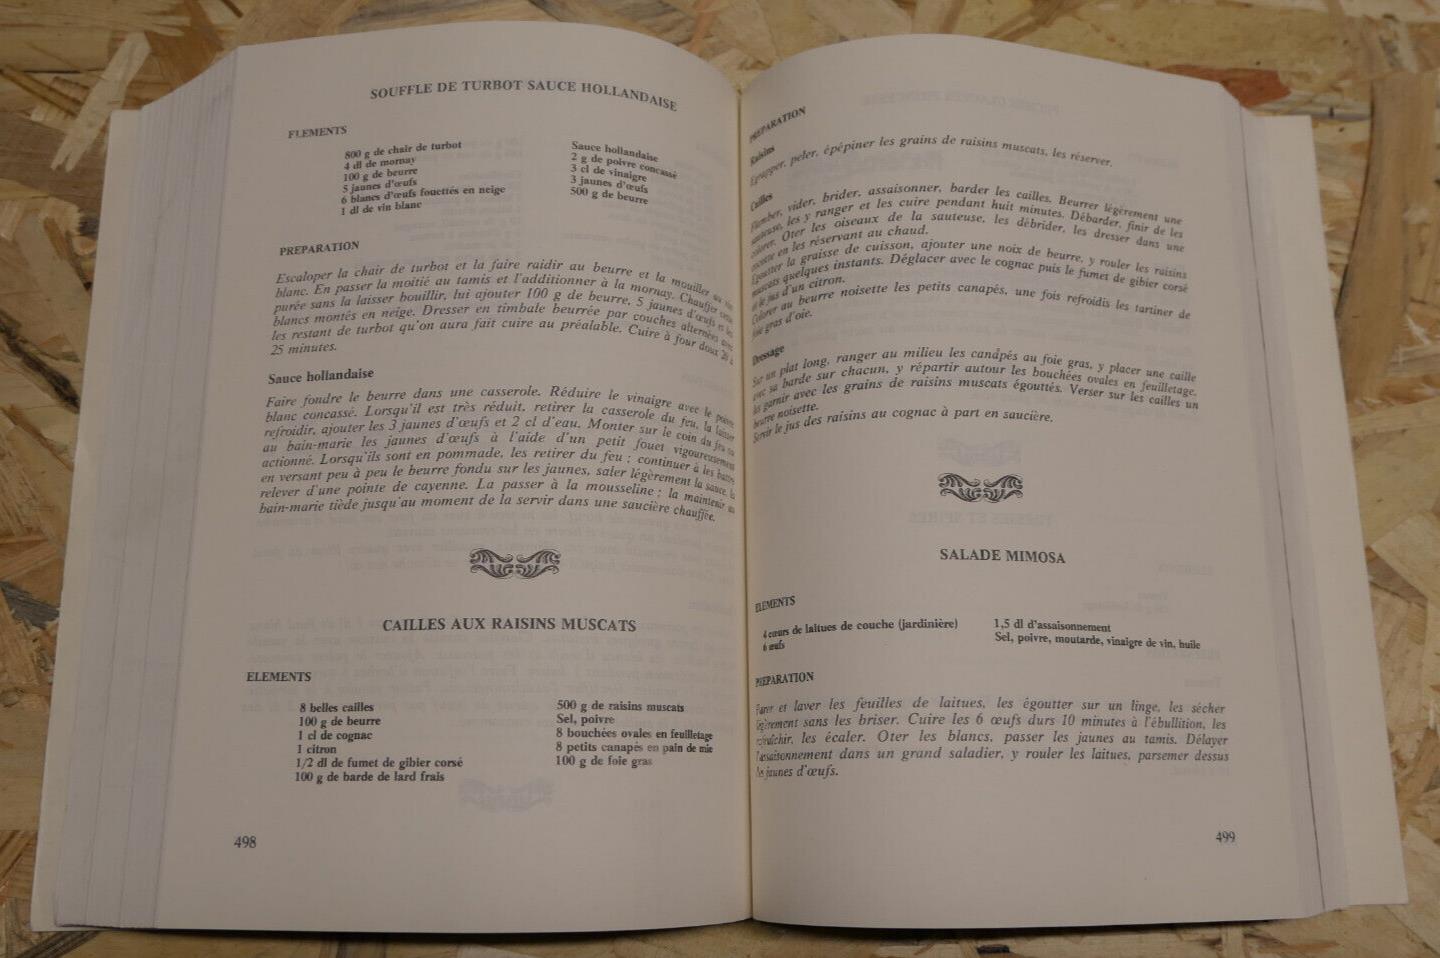 SOUFFLE DE TURBOT SAUCE HOLLANDAISE
ELEMENTS
800 g de chair de turbot
4 dl de mornay
100 g de beurre
5 jaunes d'œufs
6 blancs d'œufs fouettés en neige
1 dl de vin blanc
Sauce hollandaise
2 g de poivre concassé
3 cl de vinaigre
3 jaunes d'œufs
500 g de beurre
PREPARATION
Escaloper la chair de turbot et la faire raidir au beurre et la mouiller au vin
blanc. En passer la moitié au tamis et l'additionner à la mornay. Chauffer cette
purée sans la laisser bouillir, lui ajouter 100 g de beurre, 5 jaunes d'œufs et les
blancs montés en neige. Dresser en timbale beurrée par couches alternées avec
les restant de turbot qu'on aura fait cuire au préalable. Cuire à four doux 20 à
25 minutes.
Sauce hollandaise
Faire fondre le beurre dans une casserole. Réduire le vinaigre avec le poivre
blanc concassé. Lorsqu'il est très réduit, retirer la casserole du feu, la laisser
refroidir, ajouter les 3 jaunes d'œufs et 2 cl d'eau. Monter sur le coin du feu ou
au bain-marie les jaunes d'œufs à l'aide d'un petit fouet vigoureusement
actionné. Lorsqu'ils sont en pommade, les retirer du feu ; continuer à les battre
en versant peu à peu le beurre fondu sur les jaunes, saler légèrement la sauce, la
relever d'une pointe de cayenne. La passer à la mousseline ; la maintenir au
bain-marie tiède jusqu'au moment de la servir dans une saucière chauffée.
CAILLES AUX RAISINS MUSCATS
ELEMENTS
8 belles cailles
100 g de beurre
1 cl de cognac
1 citron
1/2 dl de fumet de gibier corsé
100 g de barde de lard frais
500 g de raisins muscats
Sel, poivre
8 bouchées ovales en feuilletage
8 petits canapés en pain de mie
100 g de foie gras
498
PREPARATION
Raisins
Egrapper, peler, épépiner les grains de raisins muscats, les réserver.
Cailles
Flamber, vider, brider, assaisonner, barder les cailles. Beurrer légèrement une
sauteuse, les y ranger et les cuire pendant huit minutes. Débarder, finir de les
colorer. Oter les oiseaux de la sauteuse, les débrider, les dresser dans une
cocotte en les réservant au chaud.
Egoutter la graisse de cuisson, ajouter une noix de beurre, y rouler les raisins
muscats quelques instants. Déglacer avec le cognac puis le fumet de gibier corsé
et le jus d'un citron.
Colorer au beurre noisette les petits canapés, une fois refroidis les tartiner de
foie gras d'oie.
Dressage
Sur un plat long, ranger au milieu les canapés au foie gras, y placer une caille
avec sa barde sur chacun, y répartir autour les bouchées ovales en feuilletage,
les garnir avec les grains de raisins muscats égouttés. Verser sur les cailles un
beurre noisette.
Servir le jus des raisins au cognac à part en saucière.
SALADE MIMOSA
ELEMENTS
4 cœurs de laitues de couche (jardinière)
6 œufs
1,5 dl d'assaisonnement
Sel, poivre, moutarde, vinaigre de vin, huile
PREPARATION
Parer et laver les feuilles de laitues, les égoutter sur un linge, les sécher
légèrement sans les briser. Cuire les 6 œufs durs 10 minutes à l'ébullition, les
rafraîchir, les écaler. Oter les blancs, passer les jaunes au tamis. Délayer
l'assaisonnement dans un grand saladier, y rouler les laitues, parsemer dessus
les jaunes d'œufs.
499